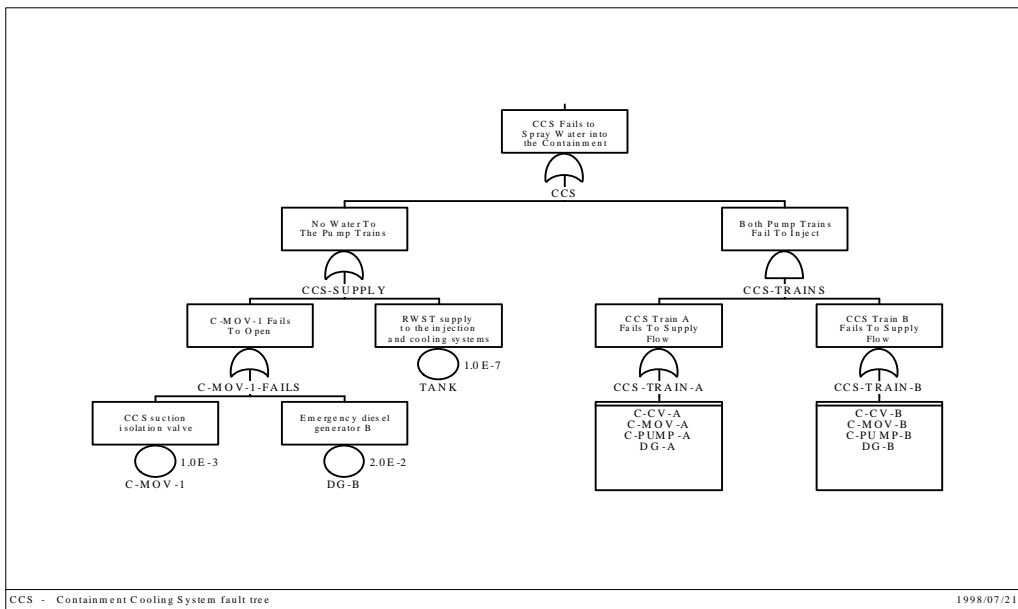 CCS Fails to
Spray Water into
the Containment
CCS
No Water To
The Pump Trains
CCS-SUPPLY
Both Pump Trains
Fail To Inject
CCS-TRAINS
C-MOV-1 Fails
To Open
C-MOV-1-FAILS
RWST supply
to the injection
and cooling systems
1.0E-7
TANK
CCS Train A
Fails To Supply
Flow
CCS-TRAIN-A
CCS Train B
Fails To Supply
Flow
CCS-TRAIN-B
CCS suction
isolation valve
1.0E-3
C-MOV-1
Emergency diesel
generator B
2.0E-2
DG-B
C-CV-A
C-MOV-A
C-PUMP-A
DG-A
C-CV-B
C-MOV-B
C-PUMP-B
DG-B
CCS - Containment Cooling System fault tree
1998/07/21